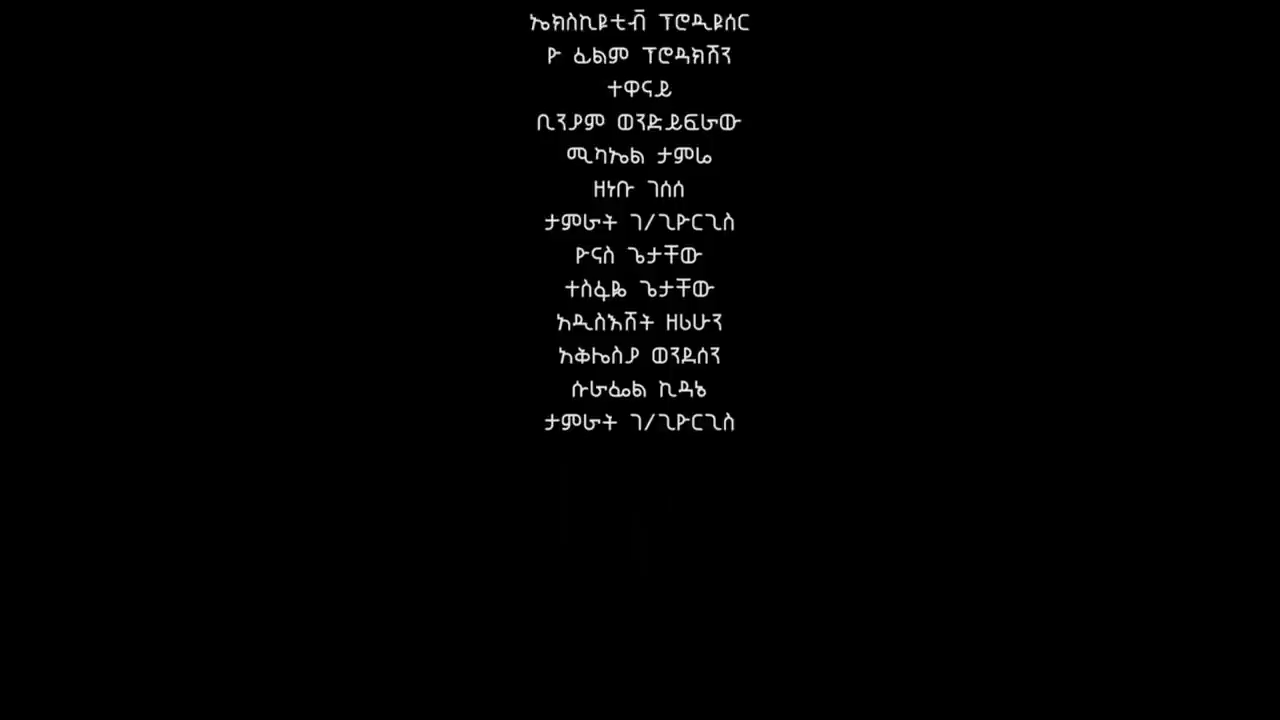 ኤክስኪዩቲቭ ፕሮዲዩሰር
ዮ ፊልም ፕሮዳክሽን
ተዋናይ
ቢንያም ወንድይፍራው
ሚካኤል ታምሬ
ዘነቡ ገሰሰ
ታምራት ገ/ጊዮርጊስ
ዮናስ ጌታቸው
ተስፋዬ ጌታቸው
አዲስእሸት ዘሪሁን
አቅሌስያ ወንደሰን
ሱራፌል ኪዳኔ
ታምራት ገ/ጊዮርጊስ